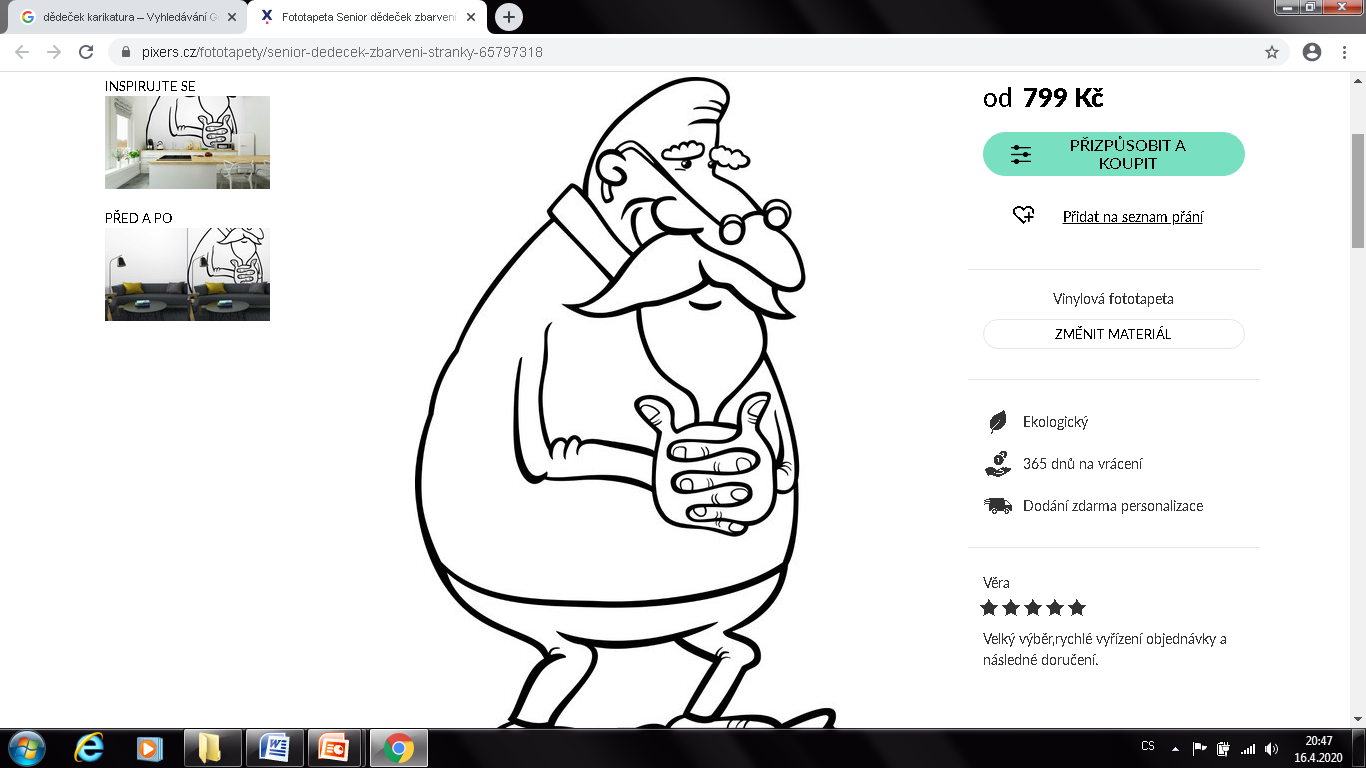 dědeček karikatura – Vyhledávání G
Fototapeta Senior dědeček zbarvení
pixers.cz/fototapety/senior-dedecek-zbarveni-stranky-65797318
INSPIRUJTE SE
PŘED A PO
od 799 Kč
PŘIZPŮSOBIT A
KOUPIT
Přidat na seznam přání
Vinylová fototapeta
ZMĚNIT MATERIÁL
Ekologický
365 dnů na vrácení
Dodání zdarma personalizace
Věra
Velký výběr,rychlé vyřízení objednávky a
následné doručení.
CS
20:47
16.4.2020